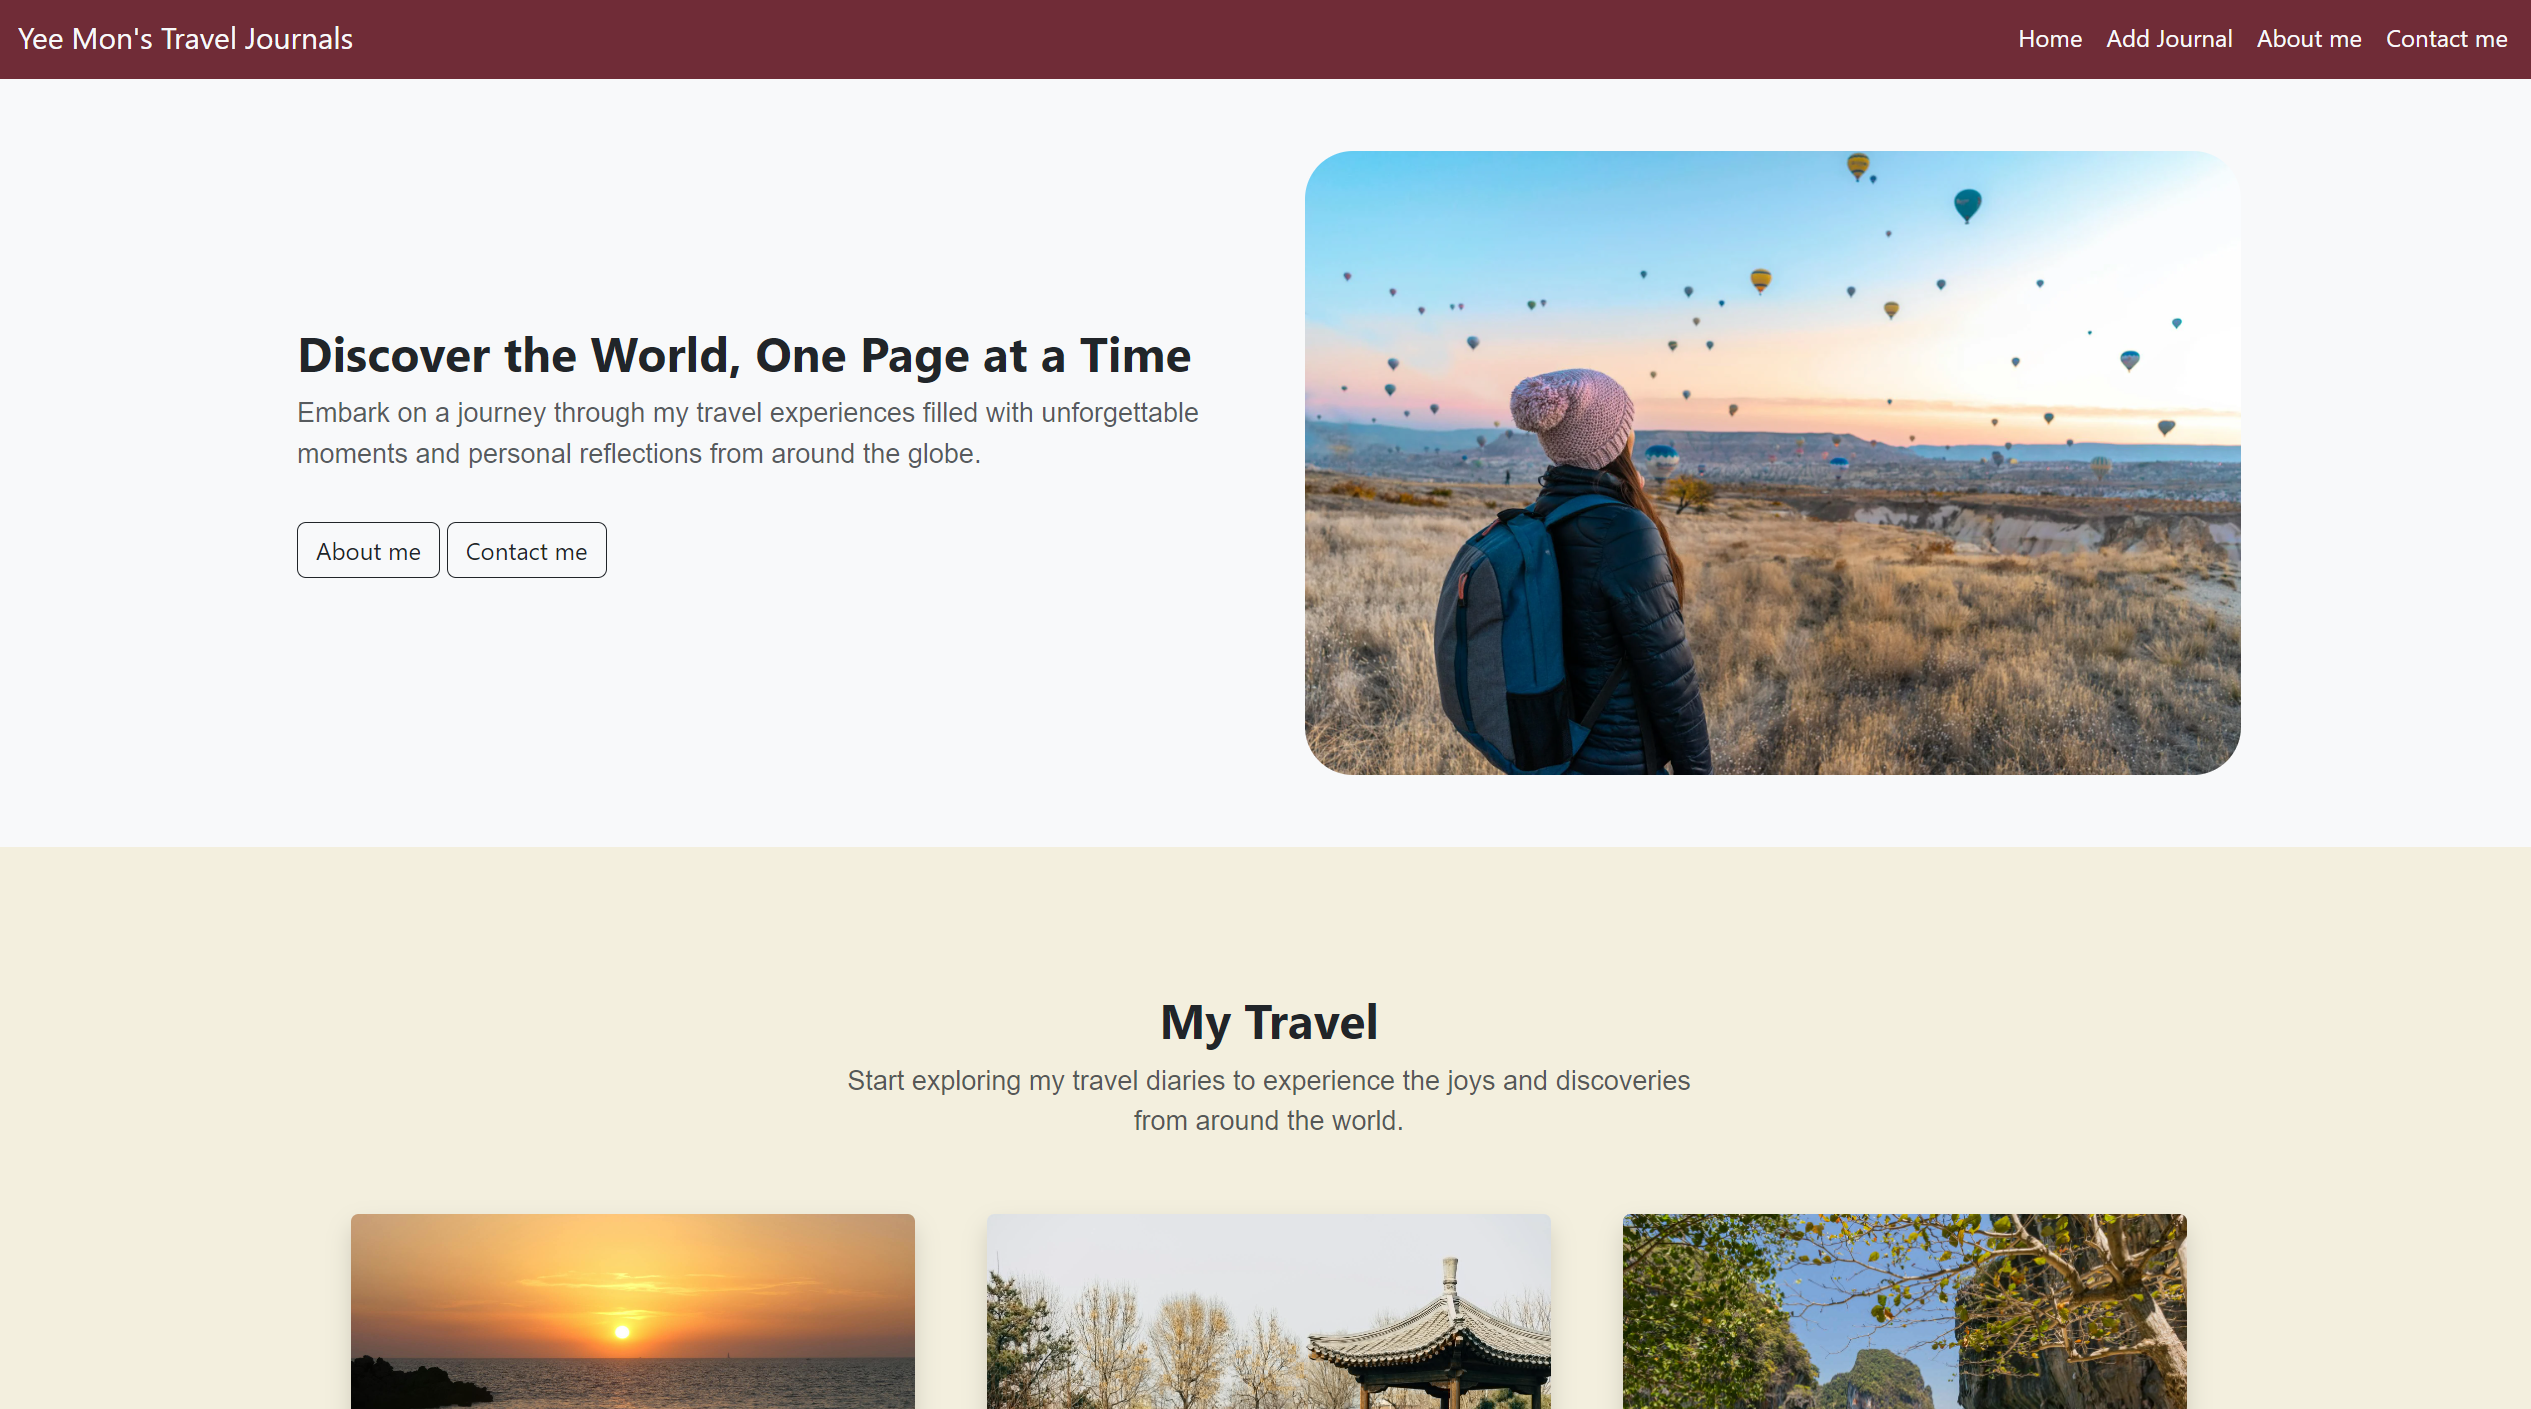 Yee Mon's Travel Journals
Home
Add Journal
About me
Contact me
Discover the World, One Page at a Time
Embark on a journey through my travel experiences filled with unforgettable
moments and personal reflections from around the globe.
About me
Contact me
My Travel
Start exploring my travel diaries to experience the joys and discoveries
from around the world.